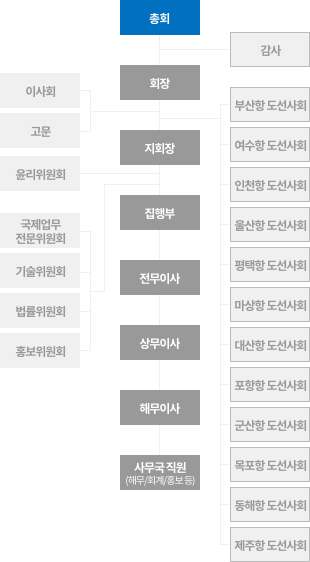 총회
감사
회장
이사회
고문
부산항 도선사회
지회장
여수항 도선사회
윤리위원회
인천항 도선사회
집행부
국제업무
전문위원회
울산항 도선사회
기술위원회
전무이사
평택항 도선사회
법률위원회
마상항 도선사회
홍보위원회
상무이사
대산항 도선사회
포항항 도선사회
해무이사
군산항 도선사회
사무국 직원
(해무/회계/홍보 등)
목포항 도선사회
동해항 도선사회
제주항 도선사회